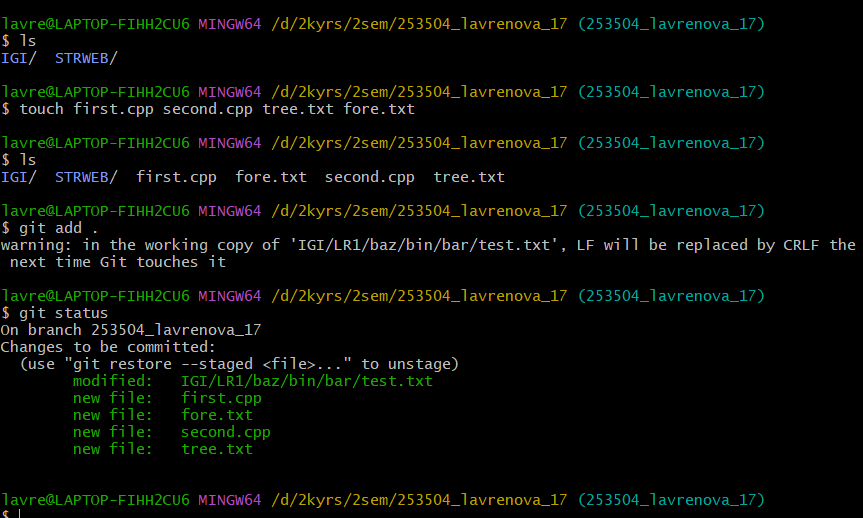 lavre@LAPTOP-FIHH2CU6 MINGW64 /d/2kyrs/2sem/253504_lavrenova_17 (253504_lavrenova_17)
$ ls
IGI/  STRWEB/
lavre@LAPTOP-FIHH2CU6 MINGW64 /d/2kyrs/2sem/253504_lavrenova_17 (253504_lavrenova_17)
$ touch first.cpp second.cpp tree.txt fore.txt
lavre@LAPTOP-FIHH2CU6 MINGW64 /d/2kyrs/2sem/253504_lavrenova_17 (253504_lavrenova_17)
$ ls
IGI/  STRWEB/  first.cpp  fore.txt  second.cpp  tree.txt
lavre@LAPTOP-FIHH2CU6 MINGW64 /d/2kyrs/2sem/253504_lavrenova_17 (253504_lavrenova_17)
$ git add .
warning: in the working copy of 'IGI/LR1/baz/bin/bar/test.txt', LF will be replaced by CRLF the
 next time Git touches it
lavre@LAPTOP-FIHH2CU6 MINGW64 /d/2kyrs/2sem/253504_lavrenova_17 (253504_lavrenova_17)
$ git status
On branch 253504_lavrenova_17
Changes to be committed:
  (use "git restore --staged <file>..." to unstage)
        modified:   IGI/LR1/baz/bin/bar/test.txt
        new file:   first.cpp
        new file:   fore.txt
        new file:   second.cpp
        new file:   tree.txt
lavre@LAPTOP-FIHH2CU6 MINGW64 /d/2kyrs/2sem/253504_lavrenova_17 (253504_lavrenova_17)
$